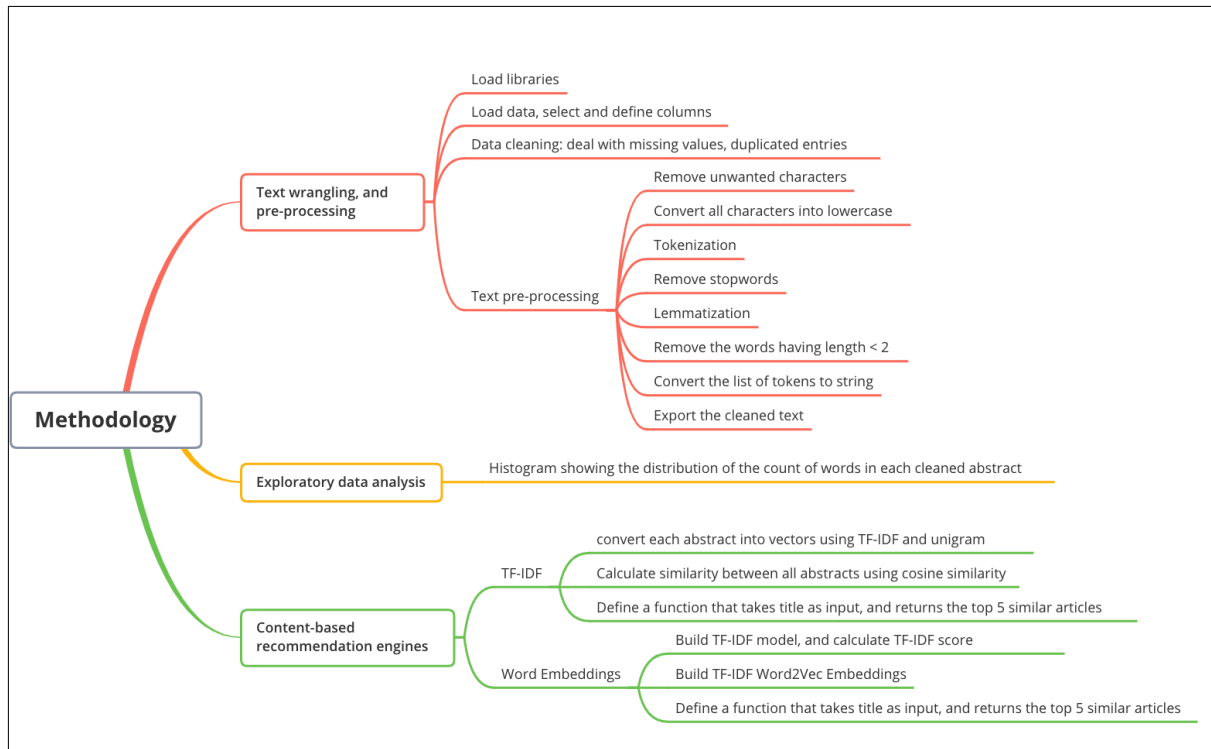 Load libraries
Load data, select and define columns
Data cleaning: deal with missing values, duplicated entries
Text wrangling, and
pre-processing
Remove unwanted characters
Convert all characters into lowercase
Tokenization
Remove stopwords
Text pre-processing
Lemmatization
Remove the words having length < 2
Convert the list of tokens to string
Export the cleaned text
Methodology
Exploratory data analysis
Histogram showing the distribution of the count of words in each cleaned abstract
convert each abstract into vectors using TF-IDF and unigram
TF-IDF
Calculate similarity between all abstracts using cosine similarity
Define a function that takes title as input, and returns the top 5 similar articles
Content-based
recommendation engines
Build TF-IDF model, and calculate TF-IDF score
Word Embeddings
Build TF-IDF Word2Vec Embeddings
Define a function that takes title as input, and returns the top 5 similar articles